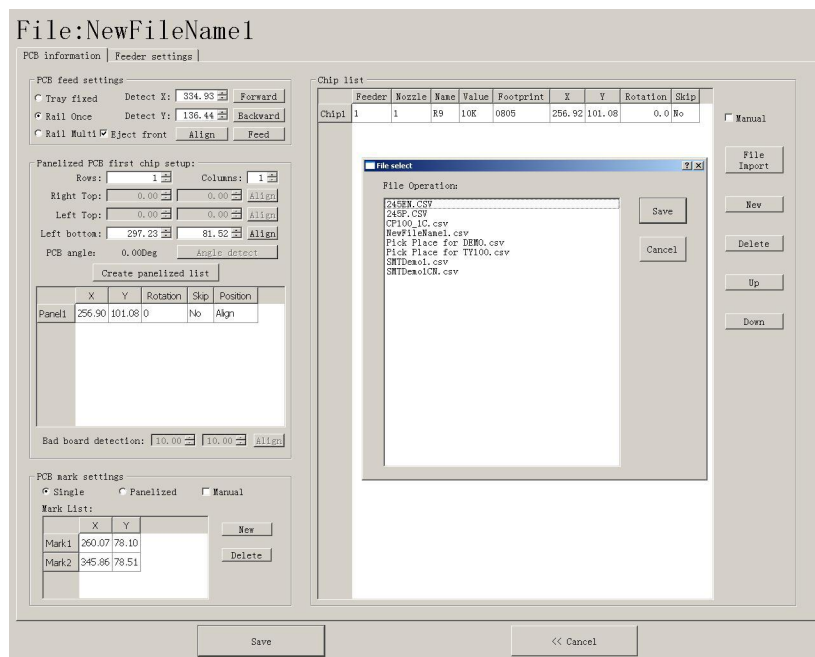 File:NewFileName1
PCB information Feeder settings
PCB feed settings
Tray fixed Detect X: 334.93 Forward
Rail Once Detect Y: 136.44 Backward
Rail Multi Eject front Align Feed
Panelized PCB first chip setup:
Rows: 1 Columns: 1
Right Top: 0.00 0.00 Align
Left Top: 0.00 0.00 Align
Left bottom: 297.23 81.52 Align
PCB angle: 0.00Deg Angle detect
Create panelized list
X Y Rotation Skip Position
Panel1 256.90 101.08 0 No Align
Bad board detection: 10.00 10.00 Align
PCB mark settings
Single Panelized Manual
Mark List:
X Y
Mark1 260.07 78.10
Mark2 345.86 78.51
New
Delete
Chip list
Feeder Nozzle Name Value Footprint X Y Rotation Skip
Chip1 1 1 R9 10K 0805 256.92 101.08 0.0 No
Manual
File Import
New
Delete
Up
Down
File select
File Operation:
245EN.CSV
245P.CSV
CP100_1C.csv
NewFileName1.csv
Pick Place for DEMO.csv
Pick Place for TY100.csv
SMTDemo1.csv
SMTDemo1CN.csv
Save
Cancel
Save << Cancel